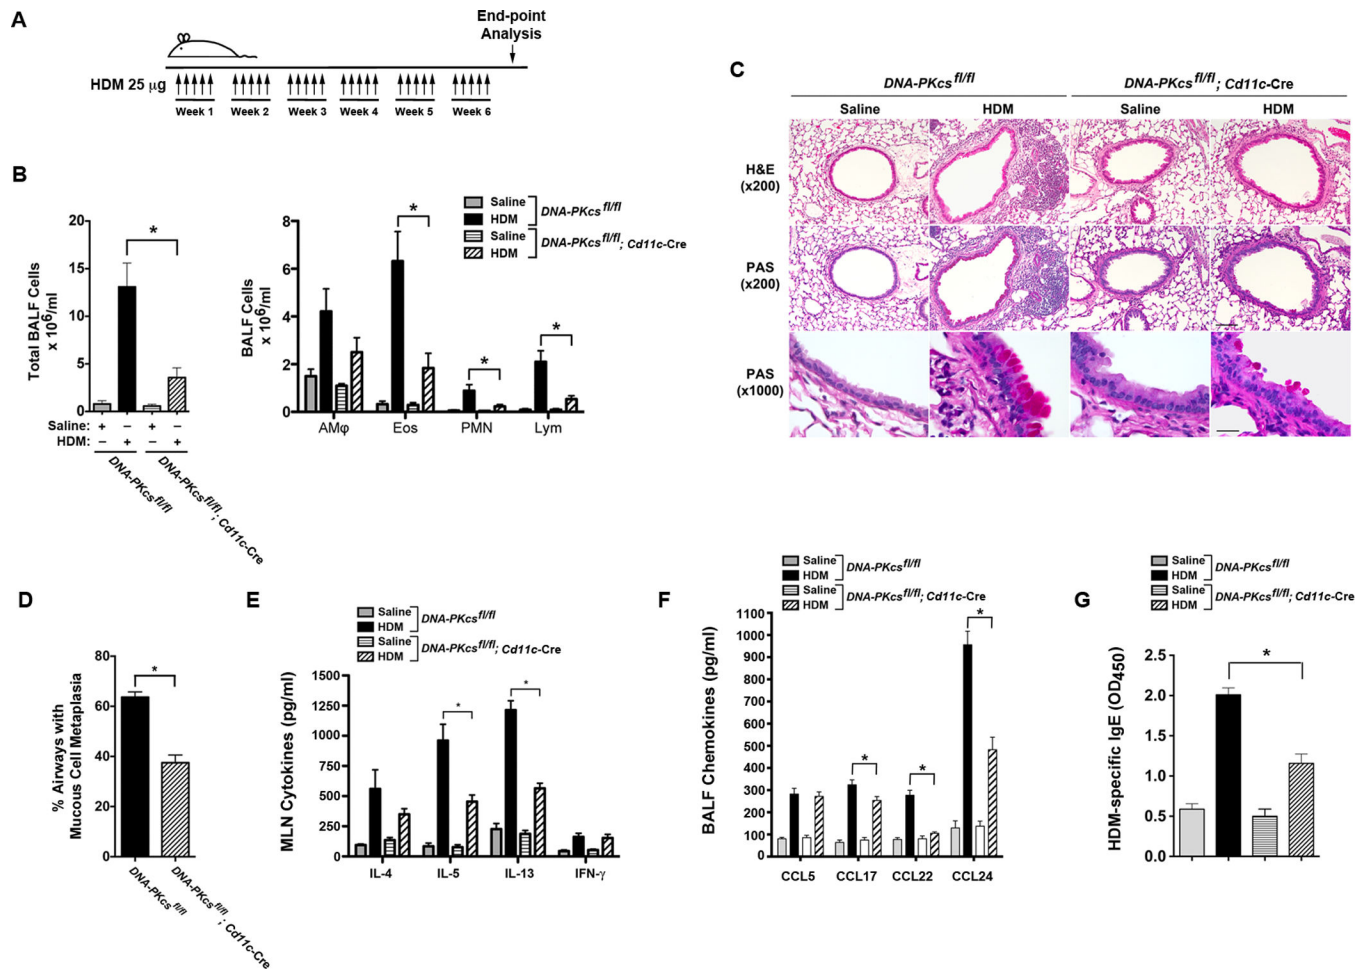 A
End-point
Analysis
HDM 25 μg
Week 1 Week 2 Week 3 Week 4 Week 5 Week 6
B
Total BALF Cells
x 10⁶/ml
20
15
10
5
0
*
Saline: + − + −
HDM: − + − +
DNA-PKcs^fl/fl
DNA-PKcs^fl/fl; Cd11c-Cre
BALF Cells
x 10⁶/ml
8
6
4
2
0
* * *
AMφ Eos PMN Lym
Saline
HDM
DNA-PKcs^fl/fl
Saline
HDM
DNA-PKcs^fl/fl; Cd11c-Cre
C
DNA-PKcs^fl/fl DNA-PKcs^fl/fl; Cd11c-Cre
Saline HDM Saline HDM
H&E
(x200)
PAS
(x200)
PAS
(x1000)
D
% Airways with
Mucous Cell Metaplasia
80
60
40
20
0
*
DNA-PKcs^fl/fl
DNA-PKcs^fl/fl; Cd11c-Cre
E
Saline
HDM
DNA-PKcs^fl/fl
Saline
HDM
DNA-PKcs^fl/fl; Cd11c-Cre
MLN Cytokines (pg/ml)
1500
1250
1000
750
500
250
0
* *
IL-4 IL-5 IL-13 IFN-γ
F
Saline
HDM
DNA-PKcs^fl/fl
Saline
HDM
DNA-PKcs^fl/fl; Cd11c-Cre
BALF Chemokines (pg/ml)
1100
1000
900
800
700
600
500
400
300
200
100
0
* * *
CCL5 CCL17 CCL22 CCL24
G
Saline
HDM
DNA-PKcs^fl/fl
Saline
HDM
DNA-PKcs^fl/fl; Cd11c-Cre
HDM-specific IgE (OD₄₅₀)
2.5
2.0
1.5
1.0
0.5
0.0
*